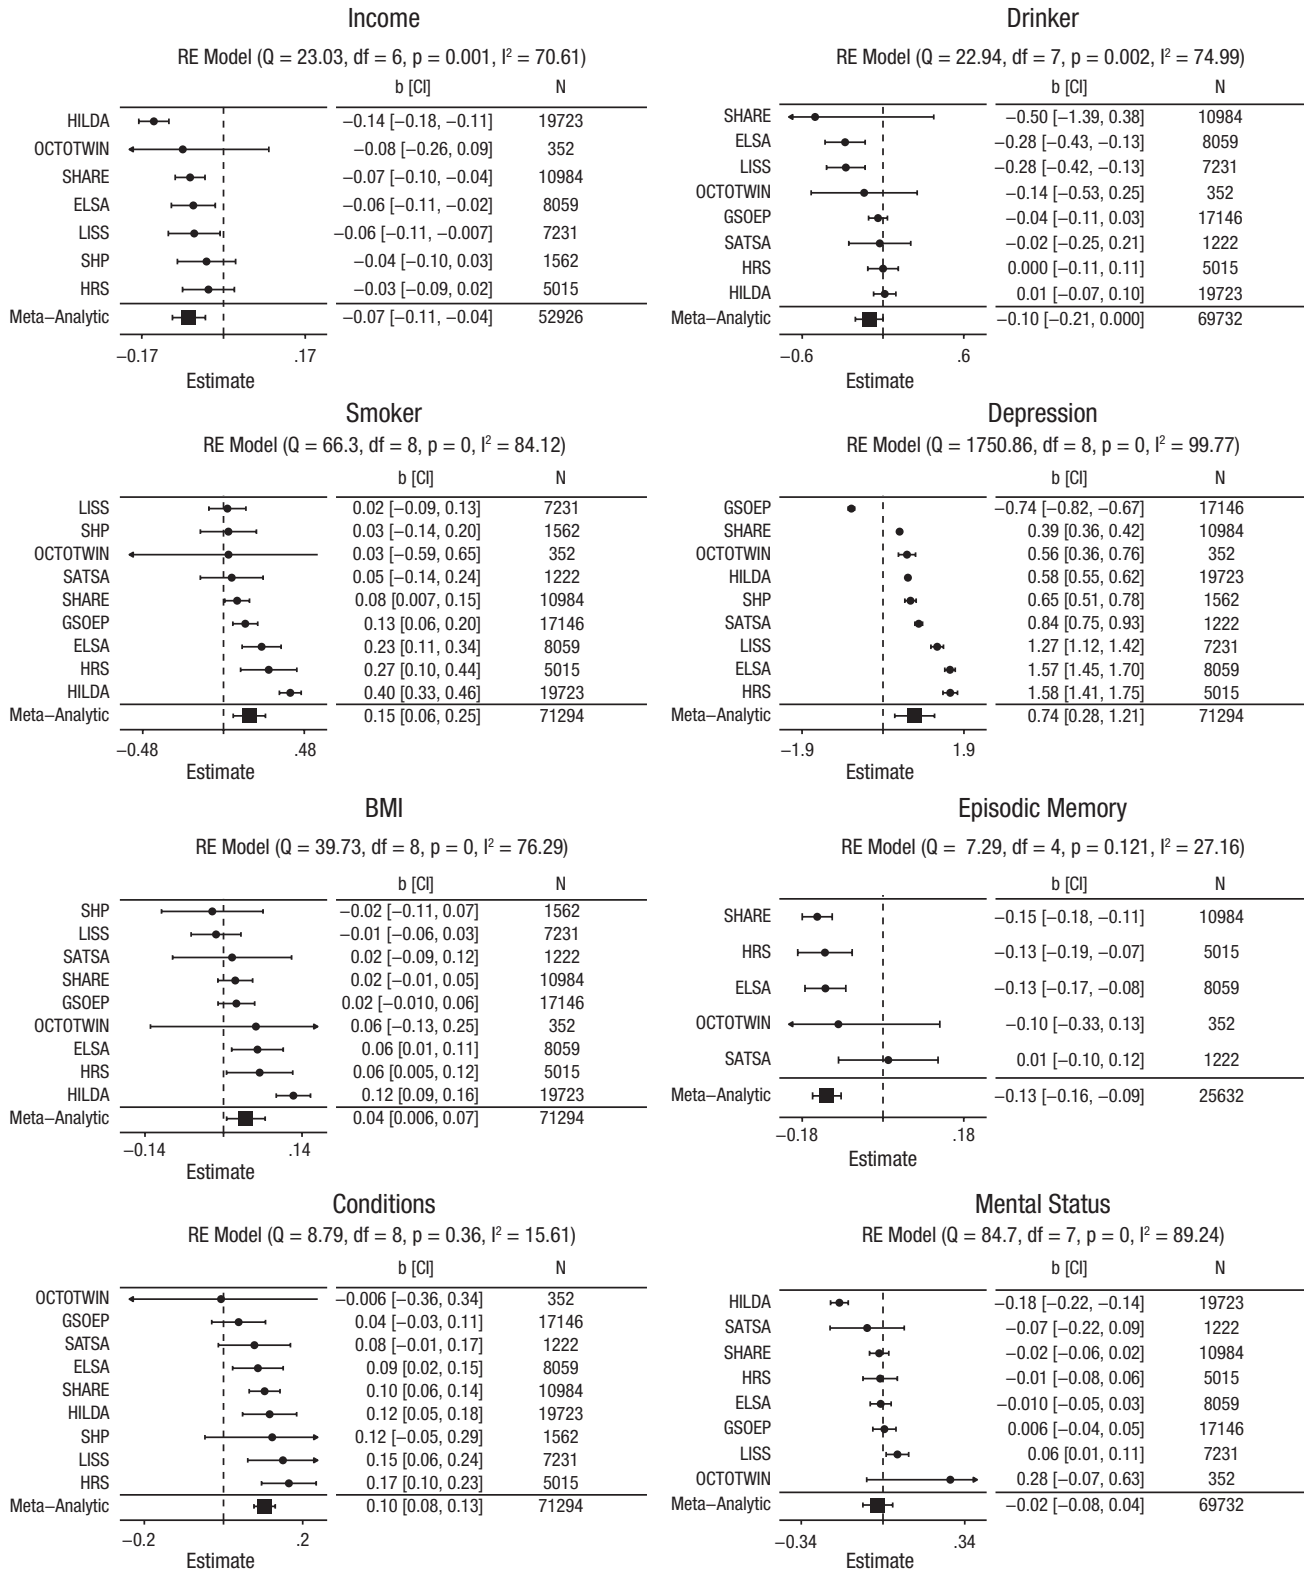 Income
RE Model (Q = 23.03, df = 6, p = 0.001, I² = 70.61)
b [CI] N
HILDA −0.14 [−0.18, −0.11] 19723
OCTOTWIN −0.08 [−0.26, 0.09] 352
SHARE −0.07 [−0.10, −0.04] 10984
ELSA −0.06 [−0.11, −0.02] 8059
LISS −0.06 [−0.11, −0.007] 7231
SHP −0.04 [−0.10, 0.03] 1562
HRS −0.03 [−0.09, 0.02] 5015
Meta−Analytic −0.07 [−0.11, −0.04] 52926
−0.17 .17
Estimate
Drinker
RE Model (Q = 22.94, df = 7, p = 0.002, I² = 74.99)
b [CI] N
SHARE −0.50 [−1.39, 0.38] 10984
ELSA −0.28 [−0.43, −0.13] 8059
LISS −0.28 [−0.42, −0.13] 7231
OCTOTWIN −0.14 [−0.53, 0.25] 352
GSOEP −0.04 [−0.11, 0.03] 17146
SATSA −0.02 [−0.25, 0.21] 1222
HRS 0.000 [−0.11, 0.11] 5015
HILDA 0.01 [−0.07, 0.10] 19723
Meta−Analytic −0.10 [−0.21, 0.000] 69732
−0.6 .6
Estimate
Smoker
RE Model (Q = 66.3, df = 8, p = 0, I² = 84.12)
b [CI] N
LISS 0.02 [−0.09, 0.13] 7231
SHP 0.03 [−0.14, 0.20] 1562
OCTOTWIN 0.03 [−0.59, 0.65] 352
SATSA 0.05 [−0.14, 0.24] 1222
SHARE 0.08 [0.007, 0.15] 10984
GSOEP 0.13 [0.06, 0.20] 17146
ELSA 0.23 [0.11, 0.34] 8059
HRS 0.27 [0.10, 0.44] 5015
HILDA 0.40 [0.33, 0.46] 19723
Meta−Analytic 0.15 [0.06, 0.25] 71294
−0.48 .48
Estimate
Depression
RE Model (Q = 1750.86, df = 8, p = 0, I² = 99.77)
b [CI] N
GSOEP −0.74 [−0.82, −0.67] 17146
SHARE 0.39 [0.36, 0.42] 10984
OCTOTWIN 0.56 [0.36, 0.76] 352
HILDA 0.58 [0.55, 0.62] 19723
SHP 0.65 [0.51, 0.78] 1562
SATSA 0.84 [0.75, 0.93] 1222
LISS 1.27 [1.12, 1.42] 7231
ELSA 1.57 [1.45, 1.70] 8059
HRS 1.58 [1.41, 1.75] 5015
Meta−Analytic 0.74 [0.28, 1.21] 71294
−1.9 1.9
Estimate
BMI
RE Model (Q = 39.73, df = 8, p = 0, I² = 76.29)
b [CI] N
SHP −0.02 [−0.11, 0.07] 1562
LISS −0.01 [−0.06, 0.03] 7231
SATSA 0.02 [−0.09, 0.12] 1222
SHARE 0.02 [−0.01, 0.05] 10984
GSOEP 0.02 [−0.010, 0.06] 17146
OCTOTWIN 0.06 [−0.13, 0.25] 352
ELSA 0.06 [0.01, 0.11] 8059
HRS 0.06 [0.005, 0.12] 5015
HILDA 0.12 [0.09, 0.16] 19723
Meta−Analytic 0.04 [0.006, 0.07] 71294
−0.14 .14
Estimate
Episodic Memory
RE Model (Q = 7.29, df = 4, p = 0.121, I² = 27.16)
b [CI] N
SHARE −0.15 [−0.18, −0.11] 10984
HRS −0.13 [−0.19, −0.07] 5015
ELSA −0.13 [−0.17, −0.08] 8059
OCTOTWIN −0.10 [−0.33, 0.13] 352
SATSA 0.01 [−0.10, 0.12] 1222
Meta−Analytic −0.13 [−0.16, −0.09] 25632
−0.18 .18
Estimate
Conditions
RE Model (Q = 8.79, df = 8, p = 0.36, I² = 15.61)
b [CI] N
OCTOTWIN −0.006 [−0.36, 0.34] 352
GSOEP 0.04 [−0.03, 0.11] 17146
SATSA 0.08 [−0.01, 0.17] 1222
ELSA 0.09 [0.02, 0.15] 8059
SHARE 0.10 [0.06, 0.14] 10984
HILDA 0.12 [0.05, 0.18] 19723
SHP 0.12 [−0.05, 0.29] 1562
LISS 0.15 [0.06, 0.24] 7231
HRS 0.17 [0.10, 0.23] 5015
Meta−Analytic 0.10 [0.08, 0.13] 71294
−0.2 .2
Estimate
Mental Status
RE Model (Q = 84.7, df = 7, p = 0, I² = 89.24)
b [CI] N
HILDA −0.18 [−0.22, −0.14] 19723
SATSA −0.07 [−0.22, 0.09] 1222
SHARE −0.02 [−0.06, 0.02] 10984
HRS −0.01 [−0.08, 0.06] 5015
ELSA −0.010 [−0.05, 0.03] 8059
GSOEP 0.006 [−0.04, 0.05] 17146
LISS 0.06 [0.01, 0.11] 7231
OCTOTWIN 0.28 [−0.07, 0.63] 352
Meta−Analytic −0.02 [−0.08, 0.04] 69732
−0.34 .34
Estimate